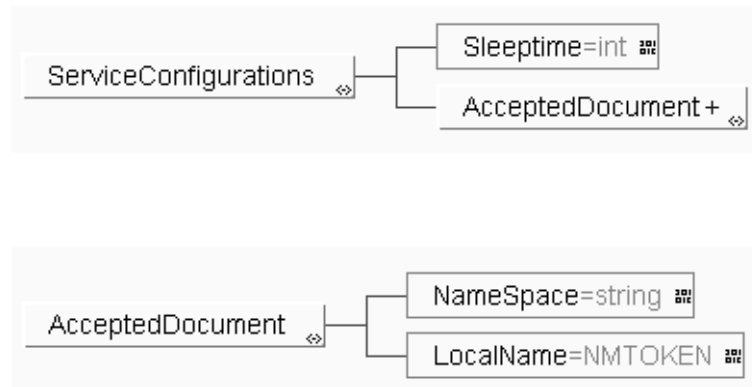 Sleeptime=int
ServiceConfigurations
AcceptedDocument+
NameSpace=string
AcceptedDocument
LocalName=NMTOKEN